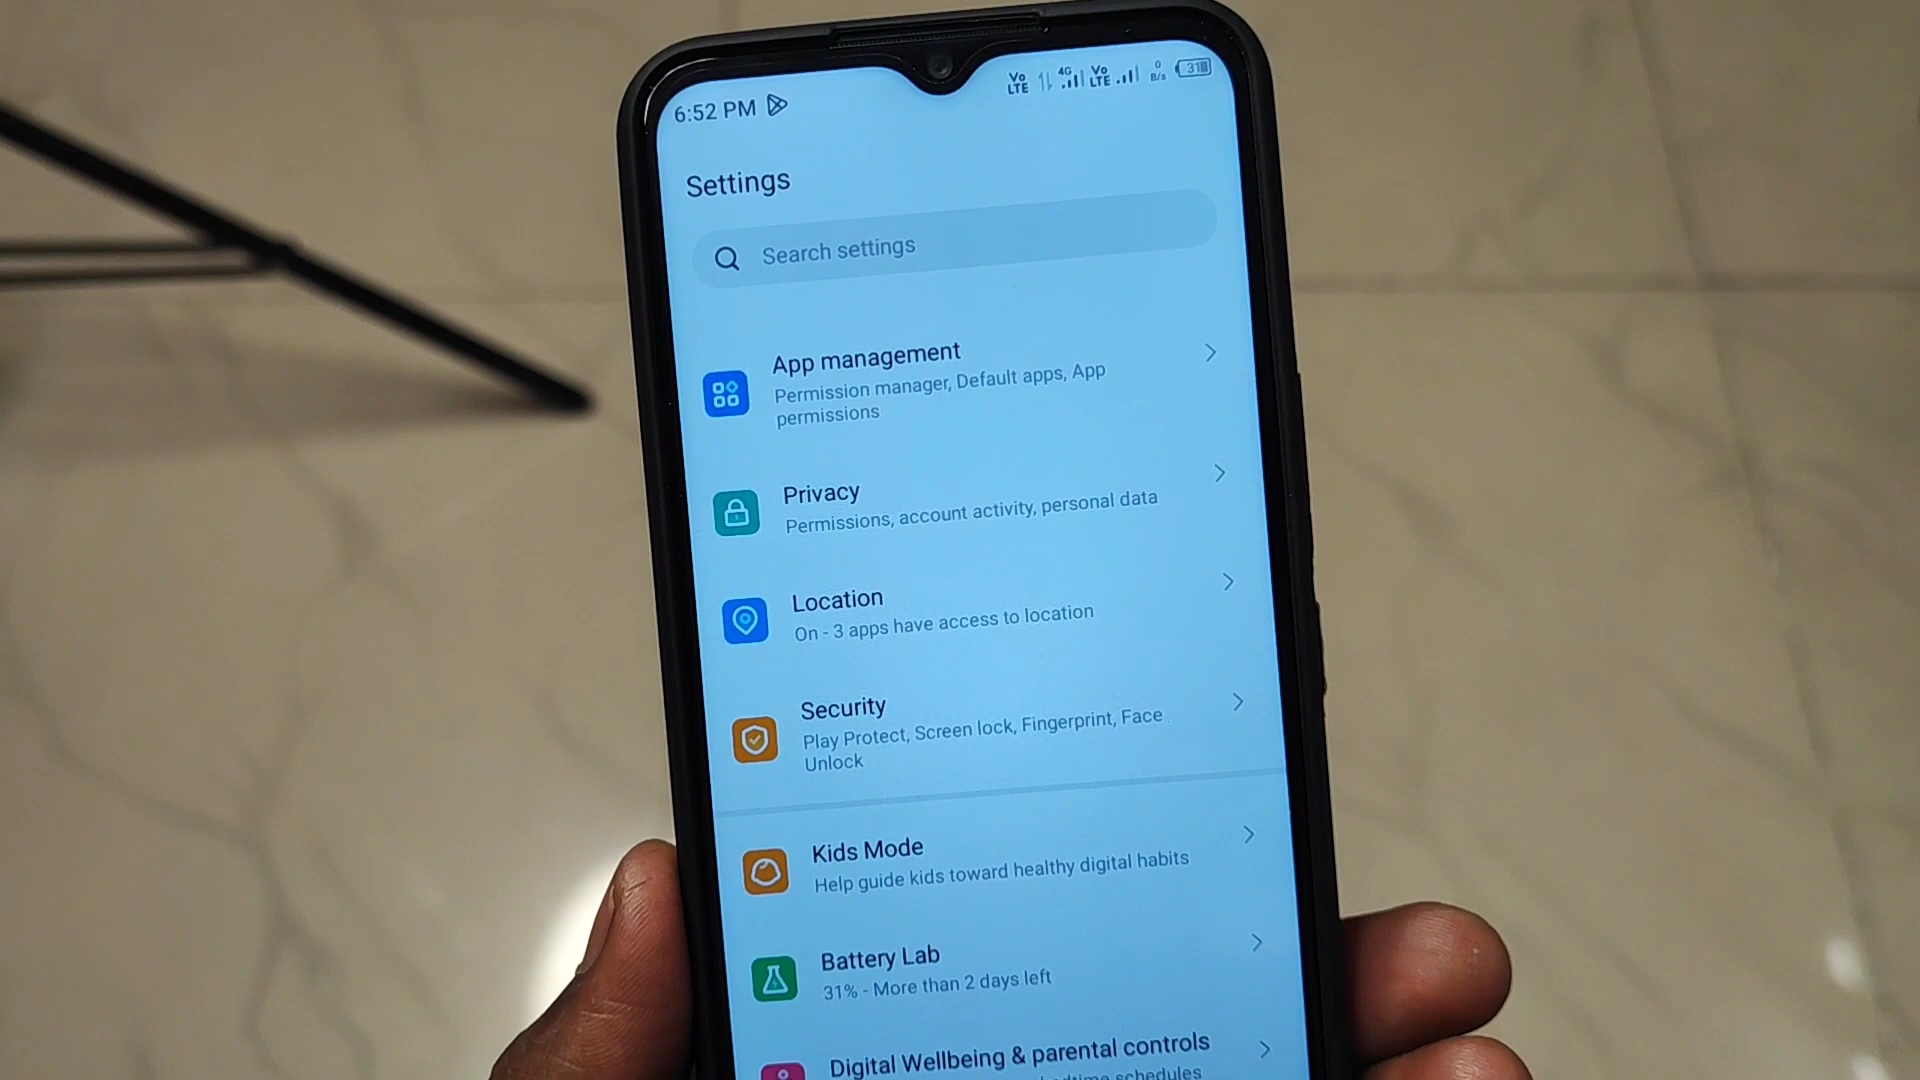 6:52 PM
Vo LTE 4G Vo LTE 0 B/s 31
Settings
Search settings
App management
Permission manager, Default apps, App
permissions
Privacy
Permissions, account activity, personal data
Location
On - 3 apps have access to location
Security
Play Protect, Screen lock, Fingerprint, Face
Unlock
Kids Mode
Help guide kids toward healthy digital habits
Battery Lab
31% - More than 2 days left
Digital Wellbeing & parental controls
schedules